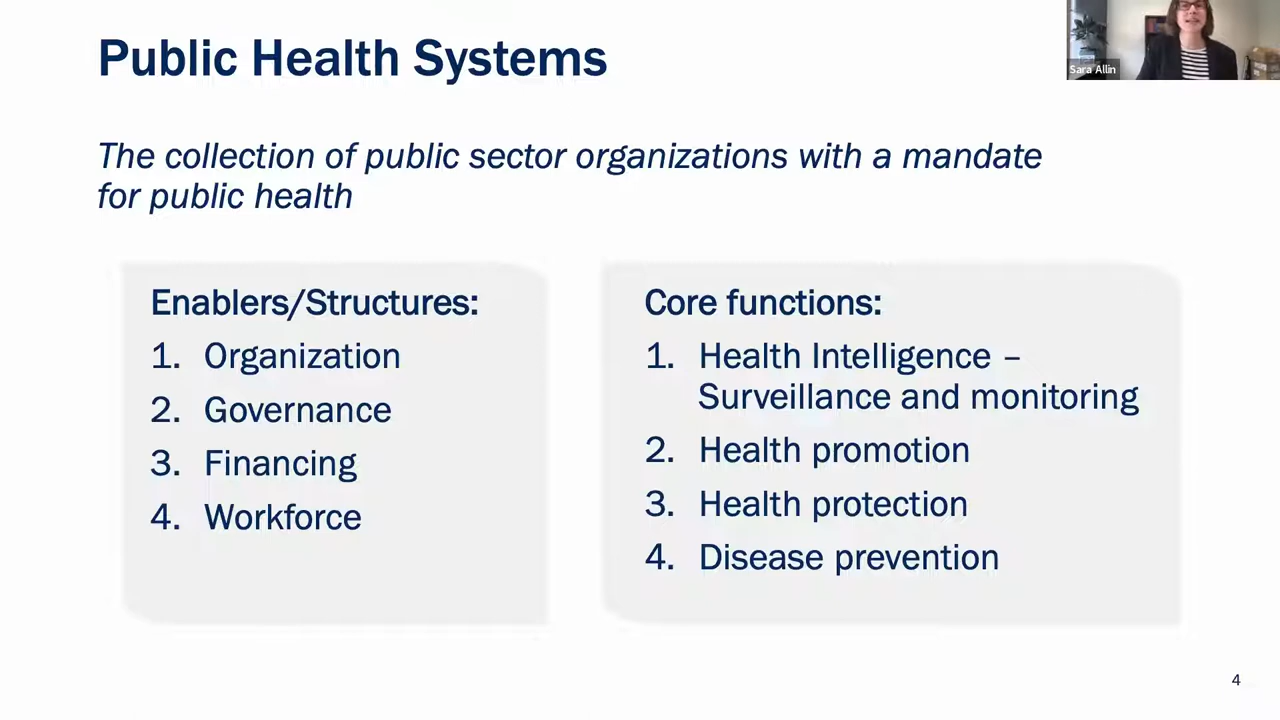 Public Health Systems
Sara Allin
The collection of public sector organizations with a mandate
for public health
Enablers/Structures:
1. Organization
2. Governance
3. Financing
4. Workforce
Core functions:
1. Health Intelligence –
Surveillance and monitoring
2. Health promotion
3. Health protection
4. Disease prevention
4